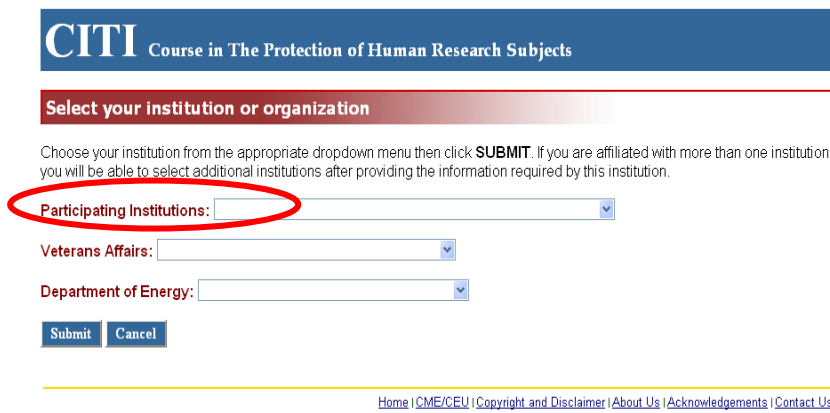 CITI Course in The Protection of Human Research Subjects
Select your institution or organization
Choose your institution from the appropriate dropdown menu then click SUBMIT. If you are affiliated with more than one institution
you will be able to select additional institutions after providing the information required by this institution.
Participating Institutions:
Veterans Affairs:
Department of Energy:
Submit Cancel
Home | CME/CEU | Copyright and Disclaimer | About Us | Acknowledgements | Contact Us